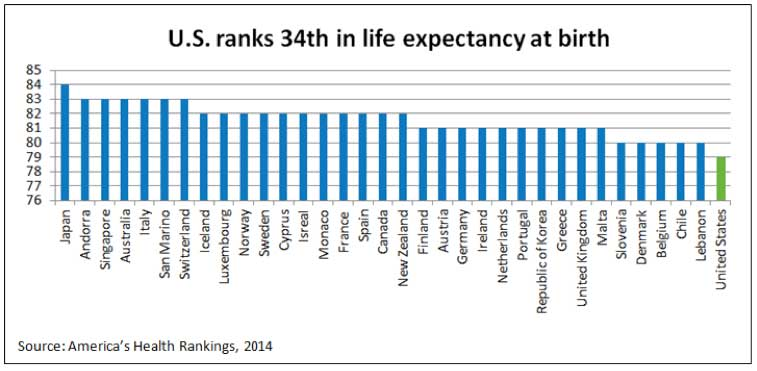 U.S. ranks 34th in life expectancy at birth
85
84
83
82
81
80
79
78
77
76
Japan
Andorra
Singapore
Australia
Italy
San Marino
Switzerland
Iceland
Luxembourg
Norway
Sweden
Cyprus
Isreal
Monaco
France
Spain
Canada
New Zealand
Finland
Austria
Germany
Ireland
Netherlands
Portugal
Republic of Korea
Greece
United Kingdom
Malta
Slovenia
Denmark
Belgium
Chile
Lebanon
United States
Source: America’s Health Rankings, 2014